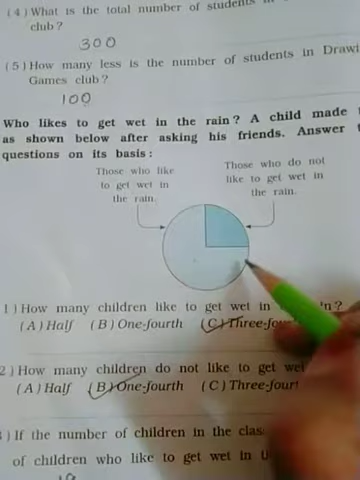 (4) What is the total number of students in
club ?
300
(5) How many less is the number of students in Drawi
Games club ?
100
Who likes to get wet in the rain? A child made
as shown below after asking his friends. Answer
questions on its basis :
Those who like
to get wet in
the rain.
Those who do not
like to get wet in
the rain.
1) How many children like to get wet in
(A) Half (B) One-fourth (C) Three-fou
2) How many children do not like to get wet
(A) Half (B) One-fourth (C) Three-four
) If the number of children in the clas
of children who like to get wet in